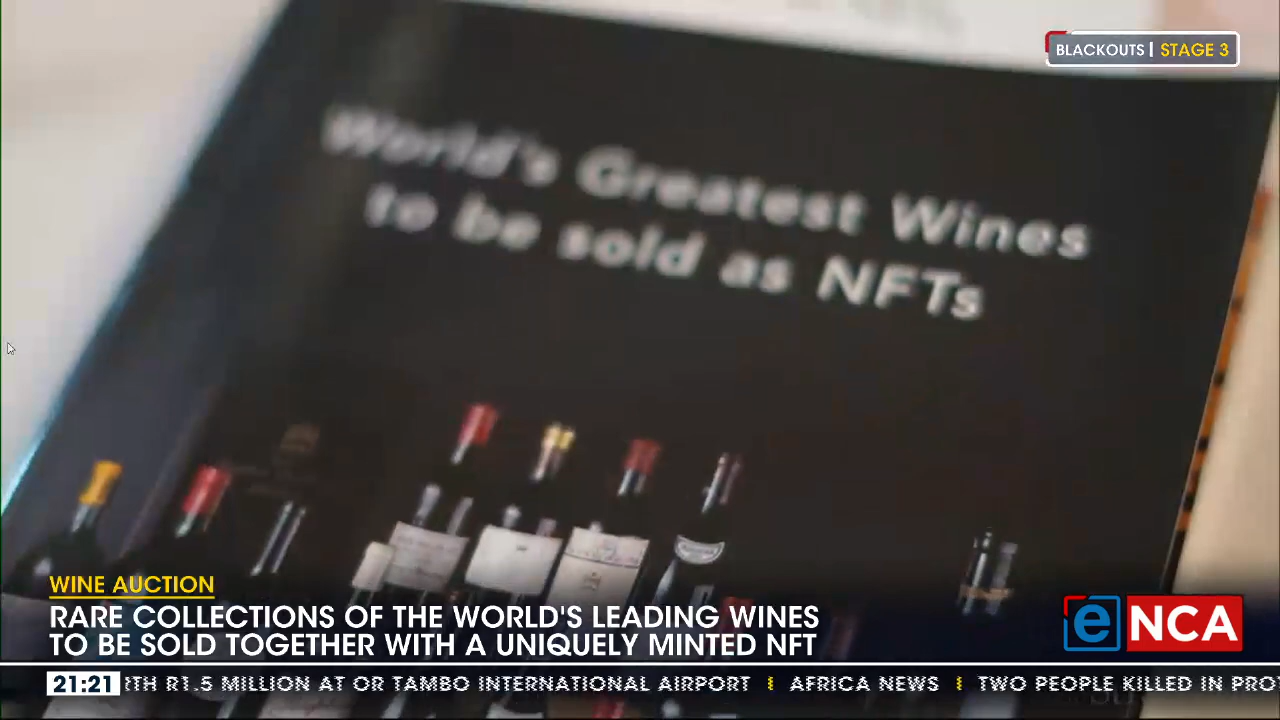 BLACKOUTS | STAGE 3
World's Greatest Wines
to be sold as NFTs
WINE AUCTION
RARE COLLECTIONS OF THE WORLD'S LEADING WINES
TO BE SOLD TOGETHER WITH A UNIQUELY MINTED NFT
eNCA
21:21 RTH R1.5 MILLION AT OR TAMBO INTERNATIONAL AIRPORT AFRICA NEWS TWO PEOPLE KILLED IN PRO